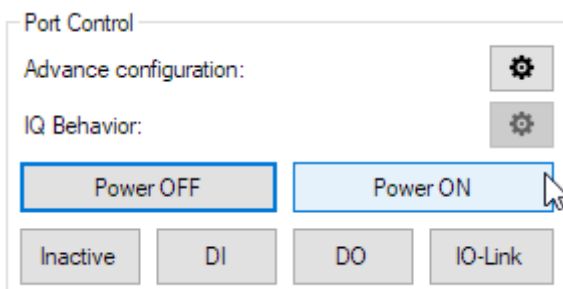 Port Control
Advance configuration:
IQ Behavior:
Power OFF Power ON
Inactive DI DO IO-Link